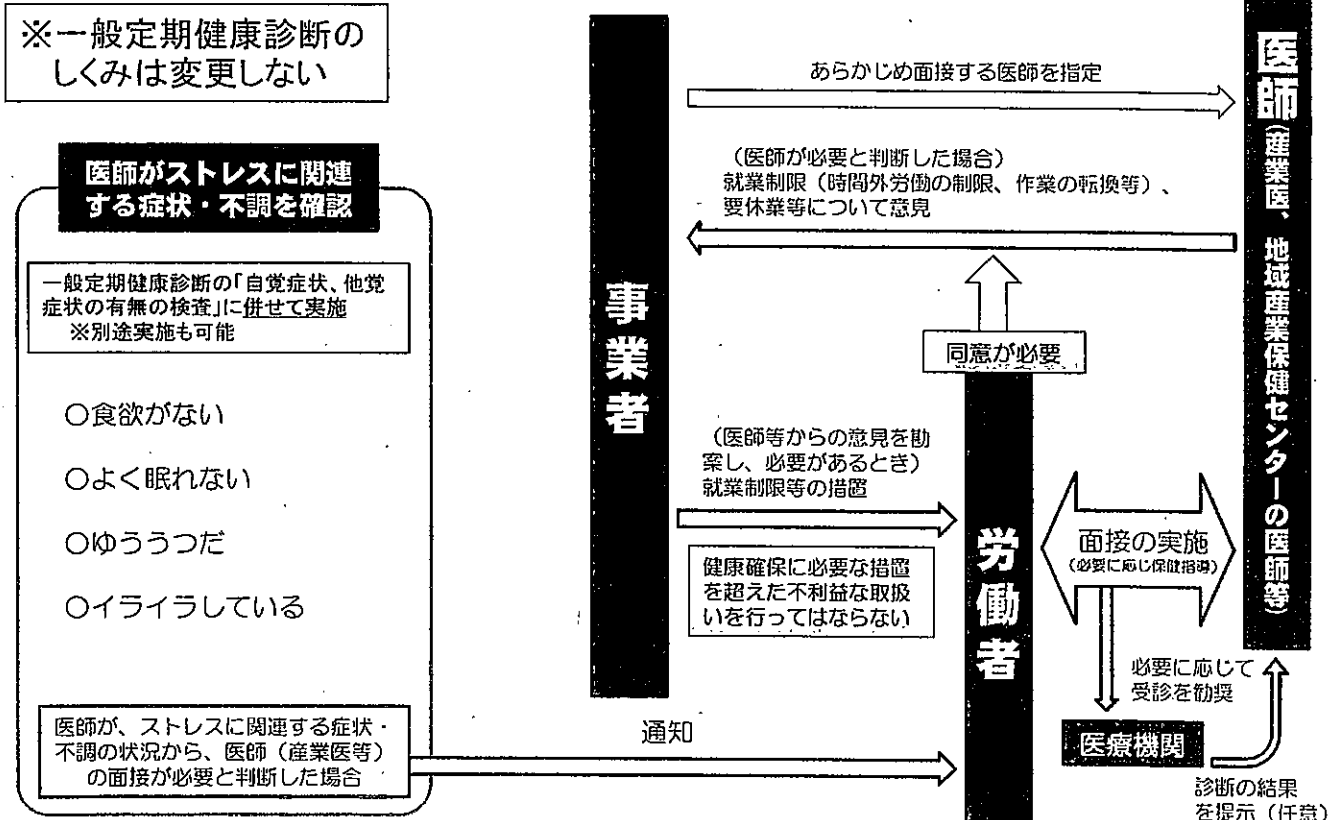 ※一般定期健康診断の
しくみは変更しない
医師がストレスに関連
する症状・不調を確認
一般定期健康診断の「自覚症状、他覚
症状の有無の検査」に併せて実施
※別途実施も可能
○食欲がない
○よく眠れない
○ゆううつだ
○イライラしている
医師が、ストレスに関連する症状・
不調の状況から、医師（産業医等）
の面接が必要と判断した場合
通知
事業者
あらかじめ面接する医師を指定
（医師が必要と判断した場合）
就業制限（時間外労働の制限、作業の転換等）、
要休業等について意見
同意が必要
（医師等からの意見を勘
案し、必要があるとき）
就業制限等の措置
健康確保に必要な措置
を超えた不利益な取扱
いを行ってはならない
労働者
面接の実施
（必要に応じ保健指導）
必要に応じて
受診を勧奨
医療機関
診断の結果
を提示（任意）
医師（産業医、地域産業保健センターの医師等）